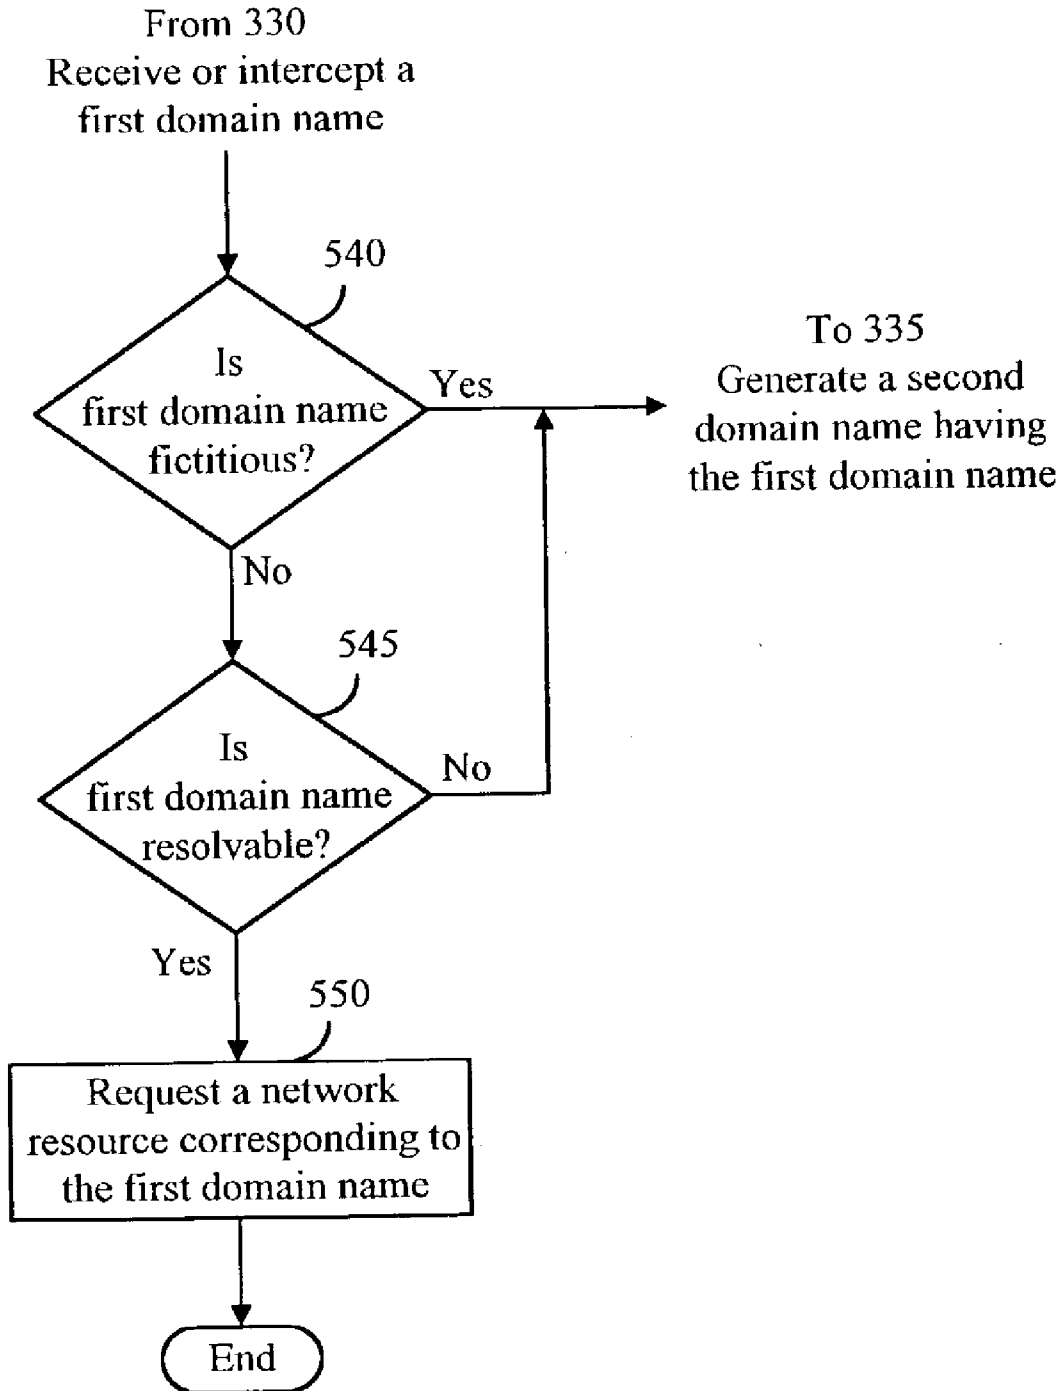 From 330
Receive or intercept a
first domain name
540
Is
first domain name
fictitious?
Yes
To 335
Generate a second
domain name having
the first domain name
No
545
Is
first domain name
resolvable?
No
Yes
550
Request a network
resource corresponding to
the first domain name
End